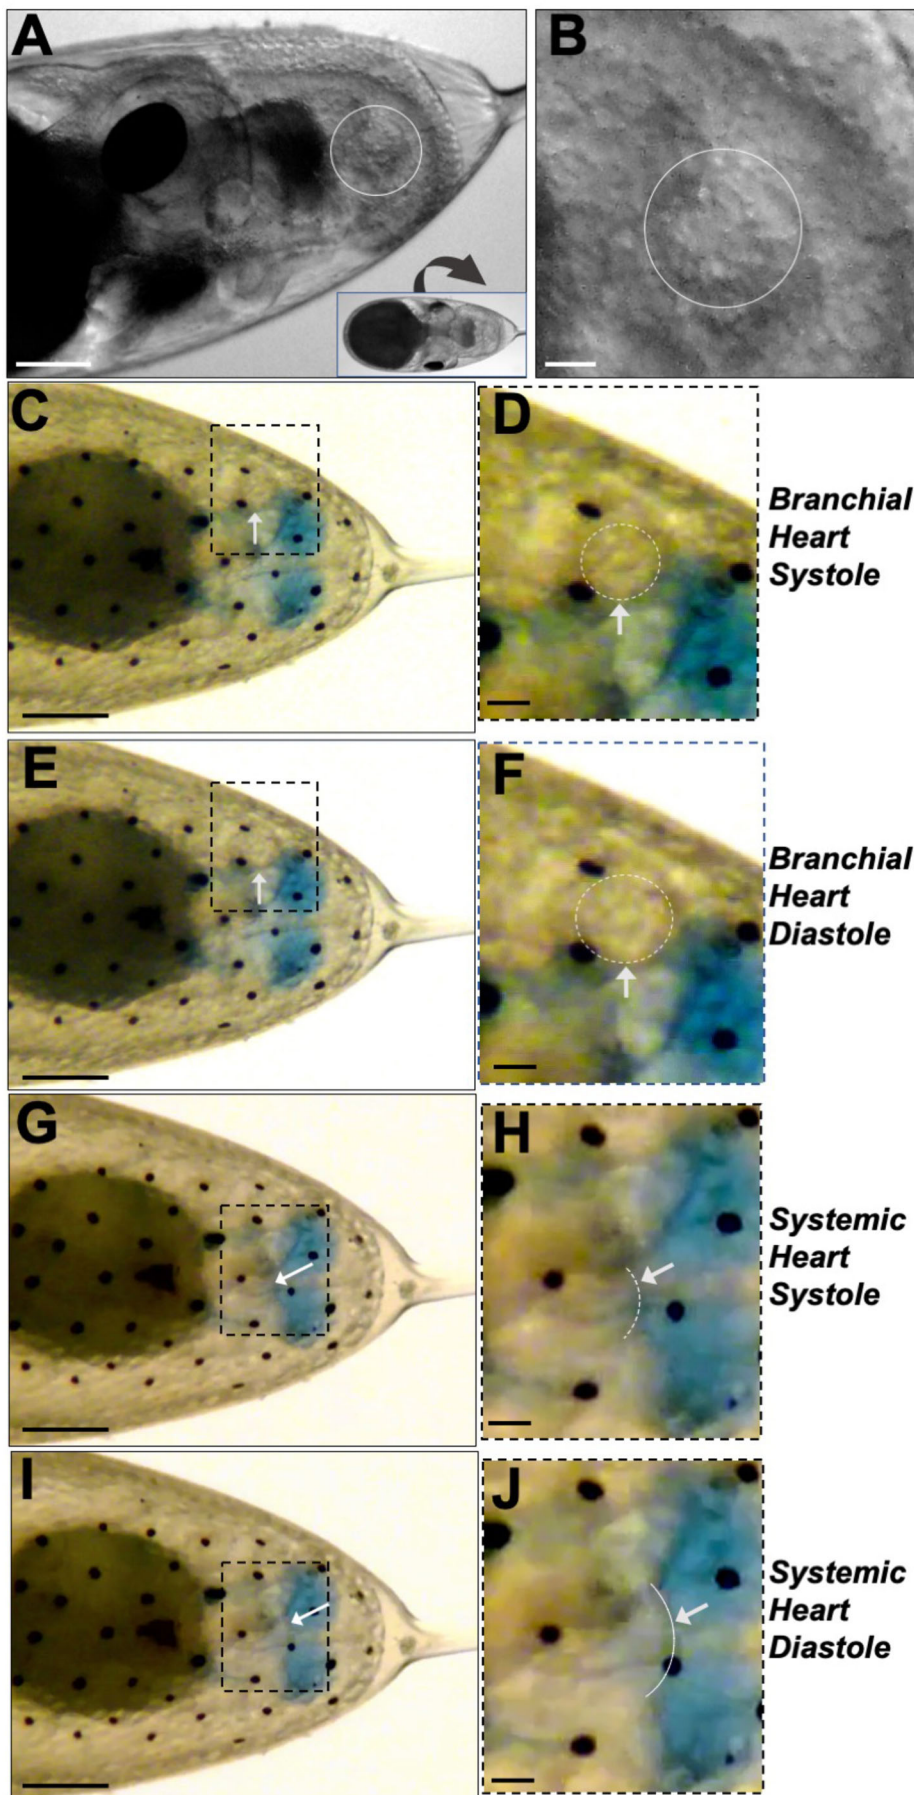 A
B
C
D
Branchial
Heart
Systole
E
F
Branchial
Heart
Diastole
G
H
Systemic
Heart
Systole
I
J
Systemic
Heart
Diastole